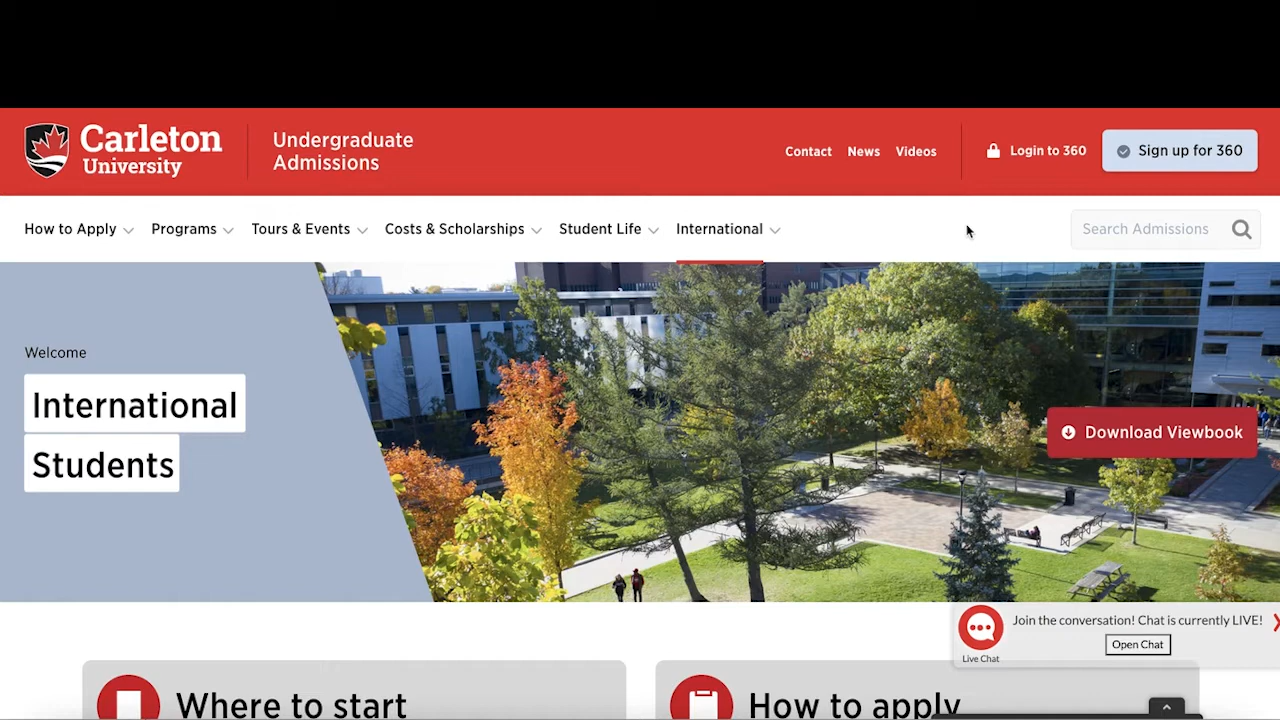 Carleton
University
Undergraduate
Admissions
Contact
News
Videos
Login to 360
Sign up for 360
How to Apply
Programs
Tours & Events
Costs & Scholarships
Student Life
International
Search Admissions
Welcome
International
Students
Download Viewbook
Join the conversation! Chat is currently LIVE!
Open Chat
Live Chat
Where to start
How to apply